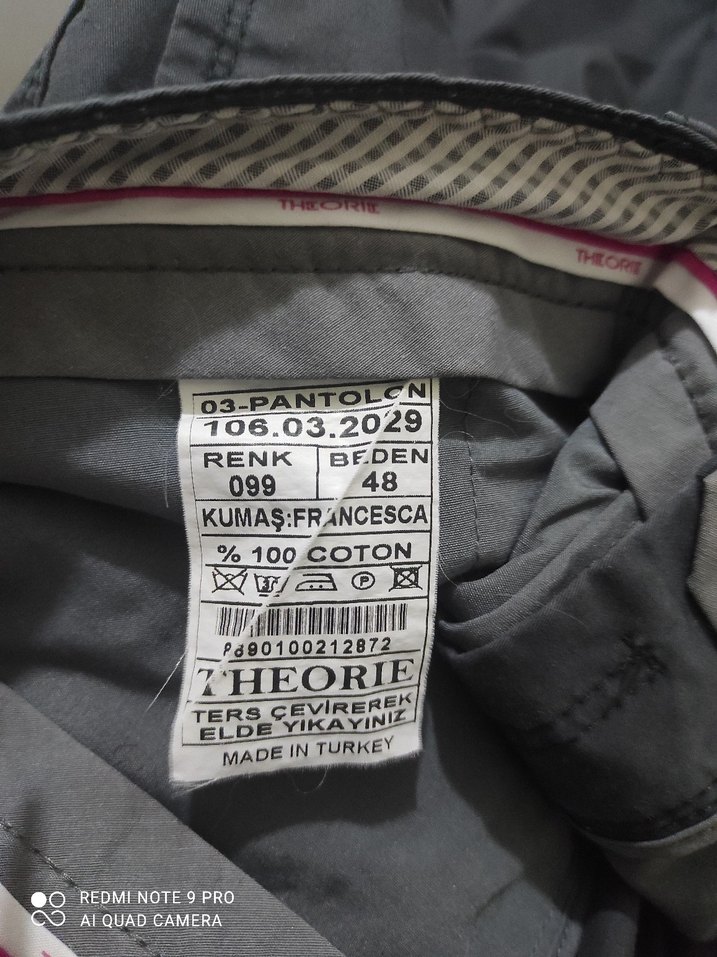 THEORIE
THEORIE
03-PANTOLON
106.03.2029
RENK BEDEN
099 48
KUMAŞ:FRANCESCA
% 100 COTON
P
8690100212872
THEORIE
TERS ÇEVİREREK
ELDE YIKAYINIZ
MADE IN TURKEY
REDMI NOTE 9 PRO
AI QUAD CAMERA